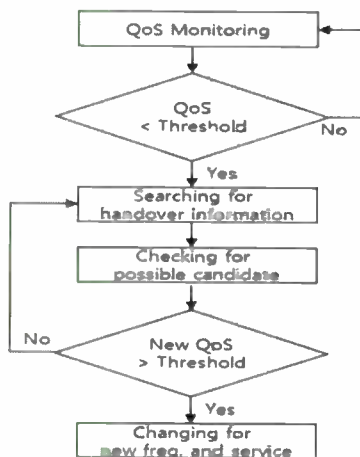 QoS Monitoring
QoS
< Threshold
No
Yes
Searching for
handover information
Checking for
possible candidate
No
New QoS
> Threshold
Yes
Changing for
new freq. and service